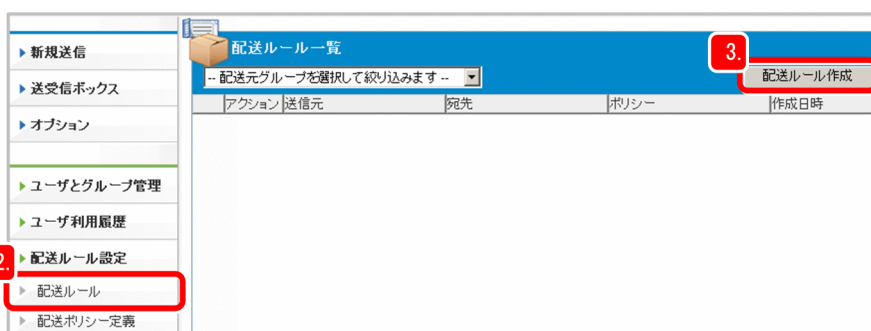 新規送信
送受信ボックス
オプション
ユーザとグループ管理
ユーザ利用履歴
2.
配送ルール設定
配送ルール
配送ポリシー定義
配送ルール一覧
3.
-- 配送元グループを選択して絞り込みます --
配送ルール作成
アクション 送信元 宛先 ポリシー 作成日時